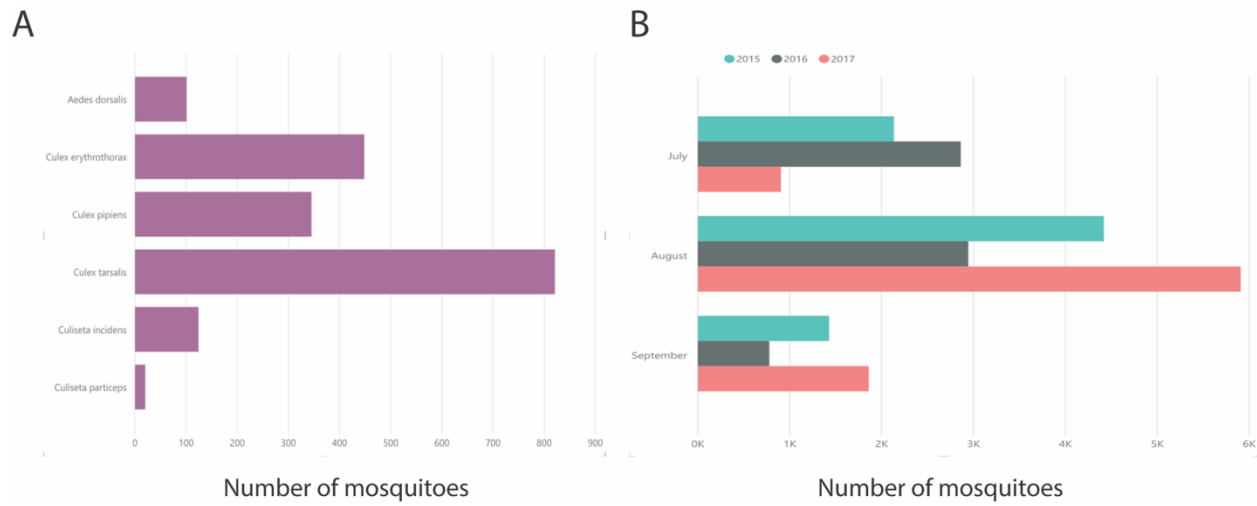 A
Aedes dorsalis
Culex erythrothorax
Culex pipiens
Culex tarsalis
Culiseta incidens
Culiseta particeps
0 100 200 300 400 500 600 700 800 900
Number of mosquitoes
B
2015 2016 2017
July
August
September
0K 1K 2K 3K 4K 5K 6K
Number of mosquitoes